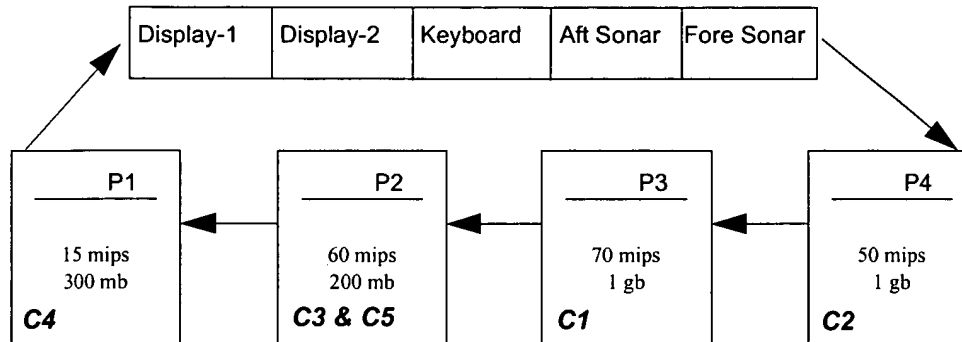 Display-1 Display-2 Keyboard Aft Sonar Fore Sonar
P1 P2 P3 P4
15 mips 60 mips 70 mips 50 mips
300 mb 200 mb 1 gb 1 gb
C4 C3 & C5 C1 C2